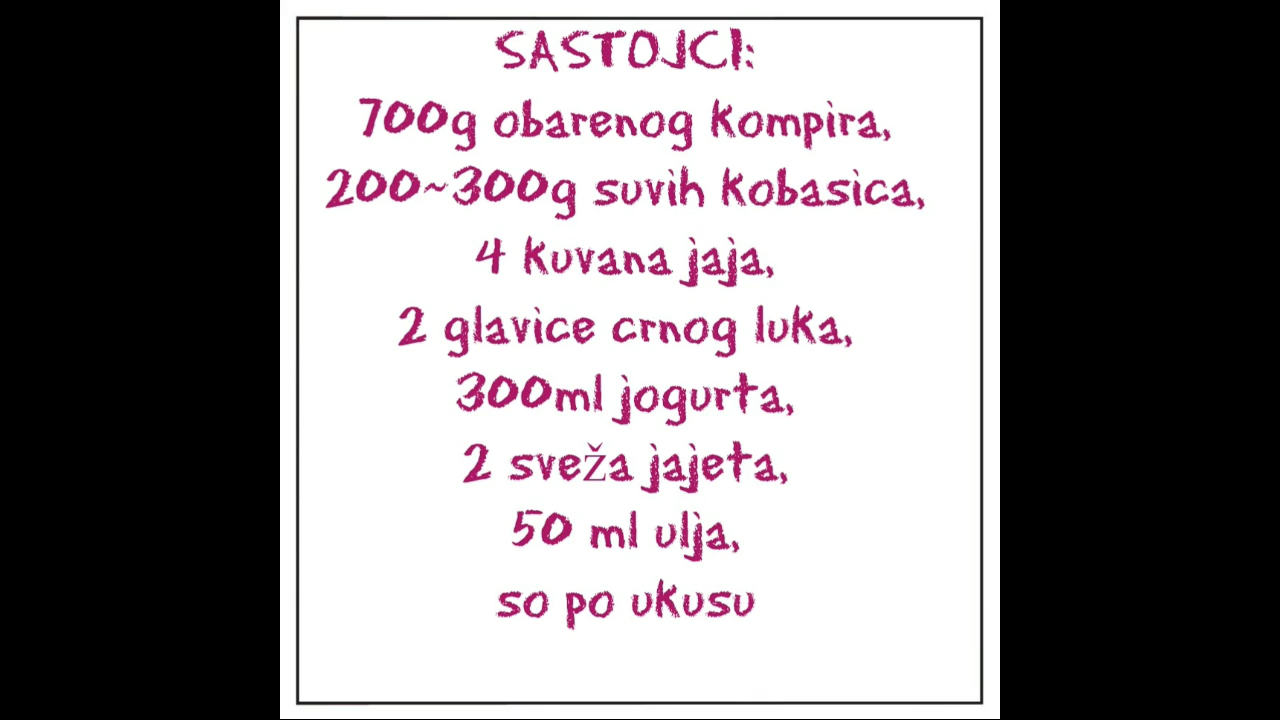 SASTOJCI:
700g obarenog kompira,
200~300g suvih kobasica,
4 kuvana jaja,
2 glavice crnog luka,
300ml jogurta,
2 sveža jajeta,
50 ml ulja,
so po ukusu